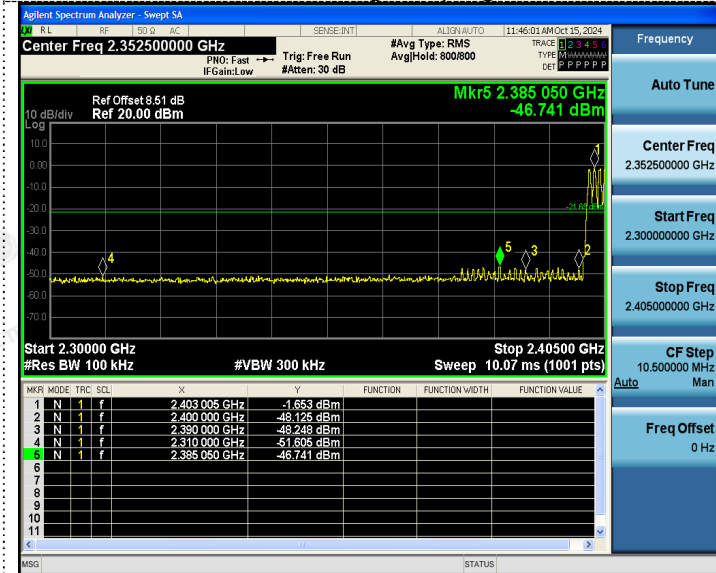 Agilent Spectrum Analyzer - Swept SA
LXI RL RF 50 Ω AC SENSE:INT ALIGN AUTO 11:46:01 AM Oct 15, 2024
Center Freq 2.352500000 GHz
PNO: Fast
IFGain:Low
Trig: Free Run
#Atten: 30 dB
#Avg Type: RMS
Avg|Hold: 800/800
TRACE 1 2 3 4 5 6
TYPE M
DET P P P P P P
Ref Offset 8.51 dB
10 dB/div Ref 20.00 dBm
Mkr5 2.385 050 GHz
-46.741 dBm
Log
10.0
0.00
-10.0
-20.0
-30.0
-40.0
-50.0
-60.0
-70.0
1
2
3
4
5
Start 2.30000 GHz Stop 2.40500 GHz
#Res BW 100 kHz #VBW 300 kHz Sweep 10.07 ms (1001 pts)
MKR MODE TRC SCL X Y FUNCTION FUNCTION WIDTH FUNCTION VALUE
1 N 1 f 2.403 005 GHz -1.653 dBm
2 N 1 f 2.400 000 GHz -48.125 dBm
3 N 1 f 2.390 000 GHz -48.248 dBm
4 N 1 f 2.310 000 GHz -51.605 dBm
5 N 1 f 2.385 050 GHz -46.741 dBm
6
7
8
9
10
11
MSG STATUS
Frequency
Auto Tune
Center Freq
2.352500000 GHz
Start Freq
2.300000000 GHz
Stop Freq
2.405000000 GHz
CF Step
10.500000 MHz
Auto Man
Freq Offset
0 Hz